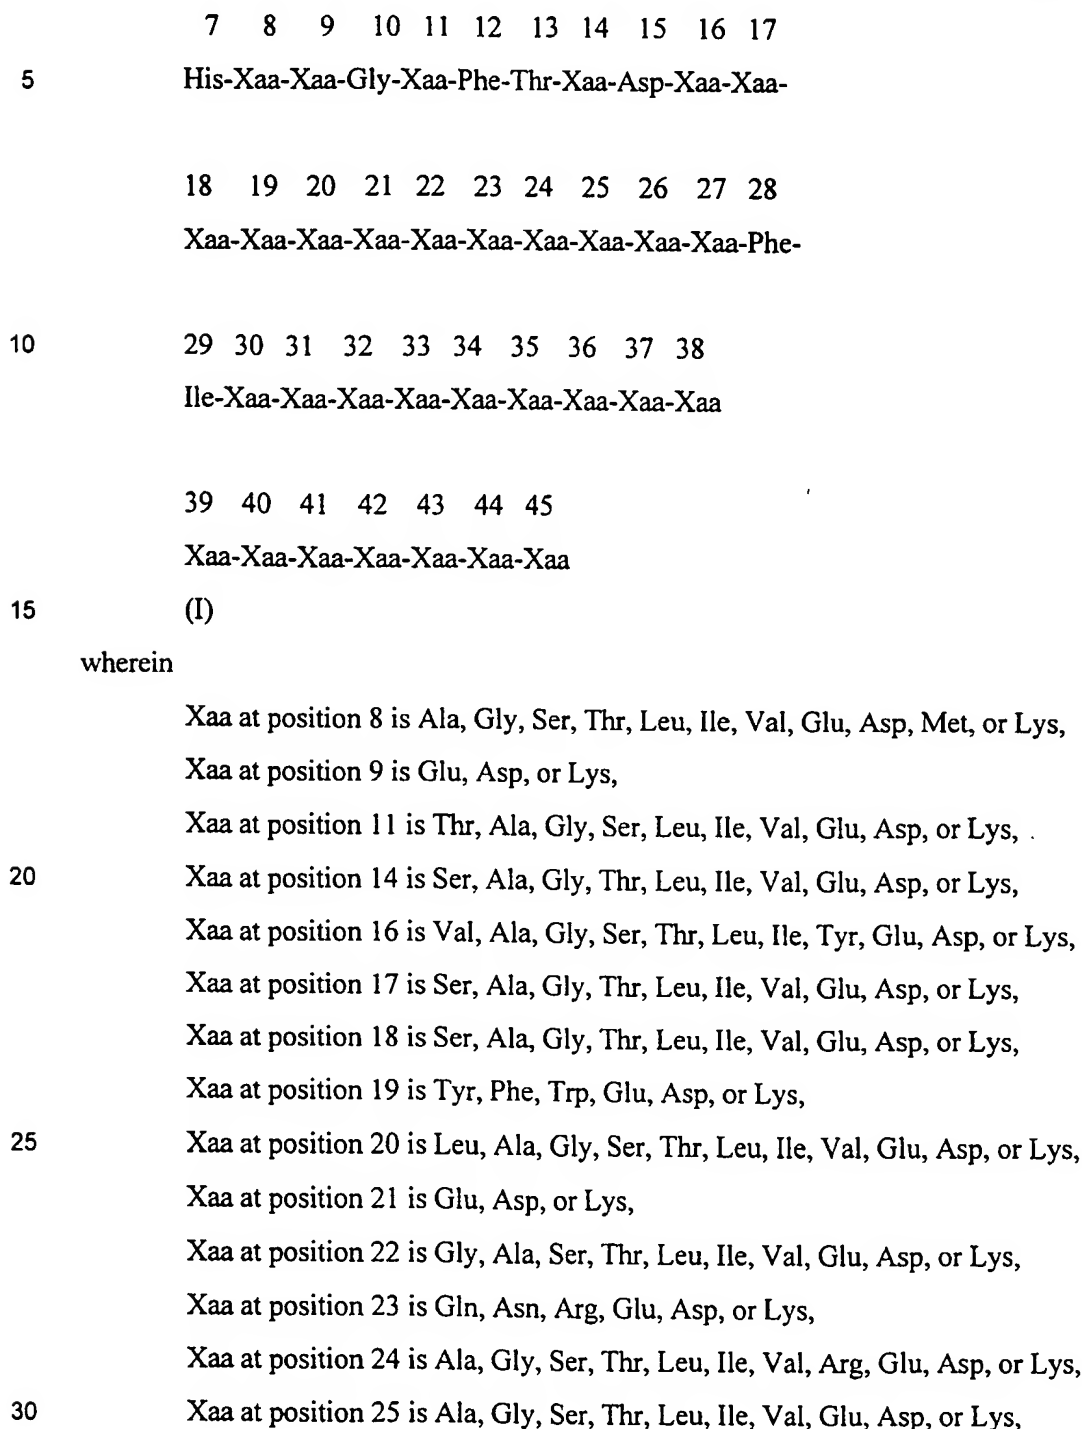 7 8 9 10 11 12 13 14 15 16 17
5 His-Xaa-Xaa-Gly-Xaa-Phe-Thr-Xaa-Asp-Xaa-Xaa-
18 19 20 21 22 23 24 25 26 27 28
Xaa-Xaa-Xaa-Xaa-Xaa-Xaa-Xaa-Xaa-Xaa-Xaa-Phe-
10 29 30 31 32 33 34 35 36 37 38
Ile-Xaa-Xaa-Xaa-Xaa-Xaa-Xaa-Xaa-Xaa-Xaa
39 40 41 42 43 44 45
Xaa-Xaa-Xaa-Xaa-Xaa-Xaa-Xaa
15 (I)
wherein
Xaa at position 8 is Ala, Gly, Ser, Thr, Leu, Ile, Val, Glu, Asp, Met, or Lys,
Xaa at position 9 is Glu, Asp, or Lys,
Xaa at position 11 is Thr, Ala, Gly, Ser, Leu, Ile, Val, Glu, Asp, or Lys,
20 Xaa at position 14 is Ser, Ala, Gly, Thr, Leu, Ile, Val, Glu, Asp, or Lys,
Xaa at position 16 is Val, Ala, Gly, Ser, Thr, Leu, Ile, Tyr, Glu, Asp, or Lys,
Xaa at position 17 is Ser, Ala, Gly, Thr, Leu, Ile, Val, Glu, Asp, or Lys,
Xaa at position 18 is Ser, Ala, Gly, Thr, Leu, Ile, Val, Glu, Asp, or Lys,
Xaa at position 19 is Tyr, Phe, Trp, Glu, Asp, or Lys,
25 Xaa at position 20 is Leu, Ala, Gly, Ser, Thr, Leu, Ile, Val, Glu, Asp, or Lys,
Xaa at position 21 is Glu, Asp, or Lys,
Xaa at position 22 is Gly, Ala, Ser, Thr, Leu, Ile, Val, Glu, Asp, or Lys,
Xaa at position 23 is Gln, Asn, Arg, Glu, Asp, or Lys,
Xaa at position 24 is Ala, Gly, Ser, Thr, Leu, Ile, Val, Arg, Glu, Asp, or Lys,
30 Xaa at position 25 is Ala, Gly, Ser, Thr, Leu, Ile, Val, Glu, Asp, or Lys,